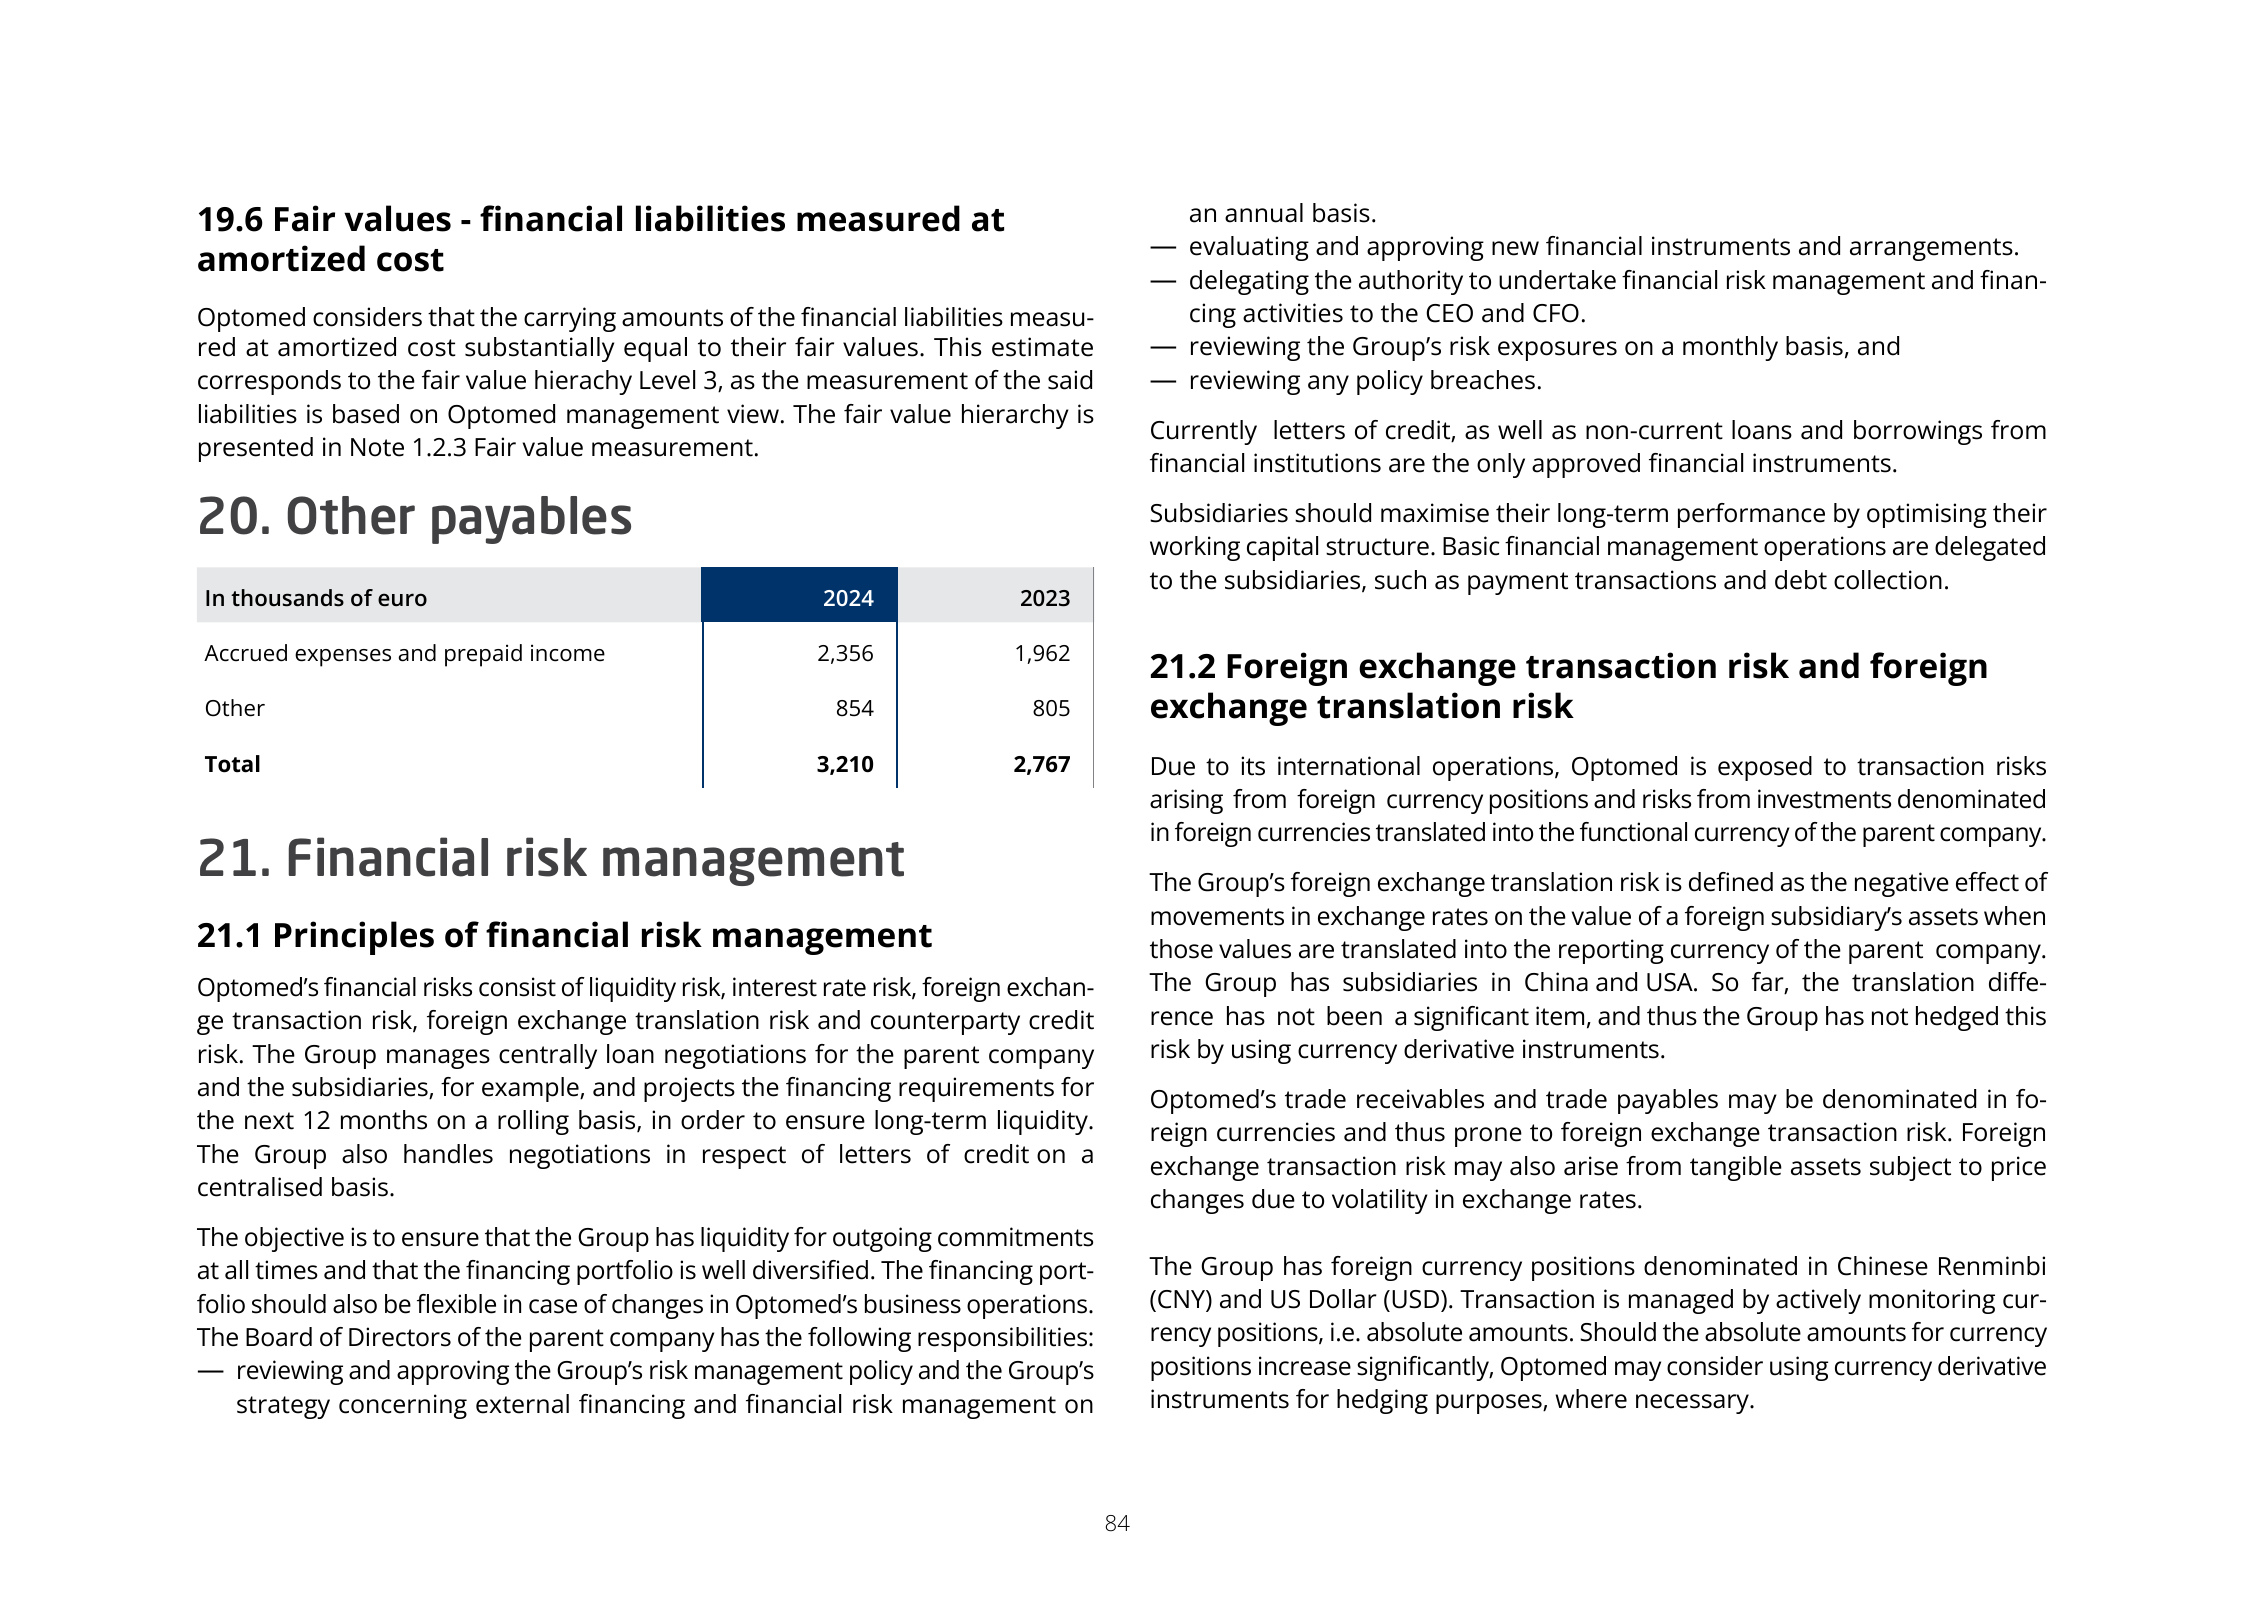 19.6 Fair values - financial liabilities measured at
amortized cost
Optomed considers that the carrying amounts of the financial liabilities measu-
red at amortized cost substantially equal to their fair values. This estimate
corresponds to the fair value hierachy Level 3, as the measurement of the said
liabilities is based on Optomed management view. The fair value hierarchy is
presented in Note 1.2.3 Fair value measurement.
20. Other payables
In thousands of euro 2024 2023
Accrued expenses and prepaid income 2,356 1,962
Other 854 805
Total 3,210 2,767
21. Financial risk management
21.1 Principles of financial risk management
Optomed’s financial risks consist of liquidity risk, interest rate risk, foreign exchan-
ge transaction risk, foreign exchange translation risk and counterparty credit
risk. The Group manages centrally loan negotiations for the parent company
and the subsidiaries, for example, and projects the financing requirements for
the next 12 months on a rolling basis, in order to ensure long-term liquidity.
The Group also handles negotiations in respect of letters of credit on a
centralised basis.
The objective is to ensure that the Group has liquidity for outgoing commitments
at all times and that the financing portfolio is well diversified. The financing port-
folio should also be flexible in case of changes in Optomed’s business operations.
The Board of Directors of the parent company has the following responsibilities:
— reviewing and approving the Group’s risk management policy and the Group’s
strategy concerning external financing and financial risk management on
an annual basis.
— evaluating and approving new financial instruments and arrangements.
— delegating the authority to undertake financial risk management and finan-
cing activities to the CEO and CFO.
— reviewing the Group’s risk exposures on a monthly basis, and
— reviewing any policy breaches.
Currently letters of credit, as well as non-current loans and borrowings from
financial institutions are the only approved financial instruments.
Subsidiaries should maximise their long-term performance by optimising their
working capital structure. Basic financial management operations are delegated
to the subsidiaries, such as payment transactions and debt collection.
21.2 Foreign exchange transaction risk and foreign
exchange translation risk
Due to its international operations, Optomed is exposed to transaction risks
arising from foreign currency positions and risks from investments denominated
in foreign currencies translated into the functional currency of the parent company.
The Group’s foreign exchange translation risk is defined as the negative effect of
movements in exchange rates on the value of a foreign subsidiary’s assets when
those values are translated into the reporting currency of the parent company.
The Group has subsidiaries in China and USA. So far, the translation diffe-
rence has not been a significant item, and thus the Group has not hedged this
risk by using currency derivative instruments.
Optomed’s trade receivables and trade payables may be denominated in fo-
reign currencies and thus prone to foreign exchange transaction risk. Foreign
exchange transaction risk may also arise from tangible assets subject to price
changes due to volatility in exchange rates.
The Group has foreign currency positions denominated in Chinese Renminbi
(CNY) and US Dollar (USD). Transaction is managed by actively monitoring cur-
rency positions, i.e. absolute amounts. Should the absolute amounts for currency
positions increase significantly, Optomed may consider using currency derivative
instruments for hedging purposes, where necessary.
84